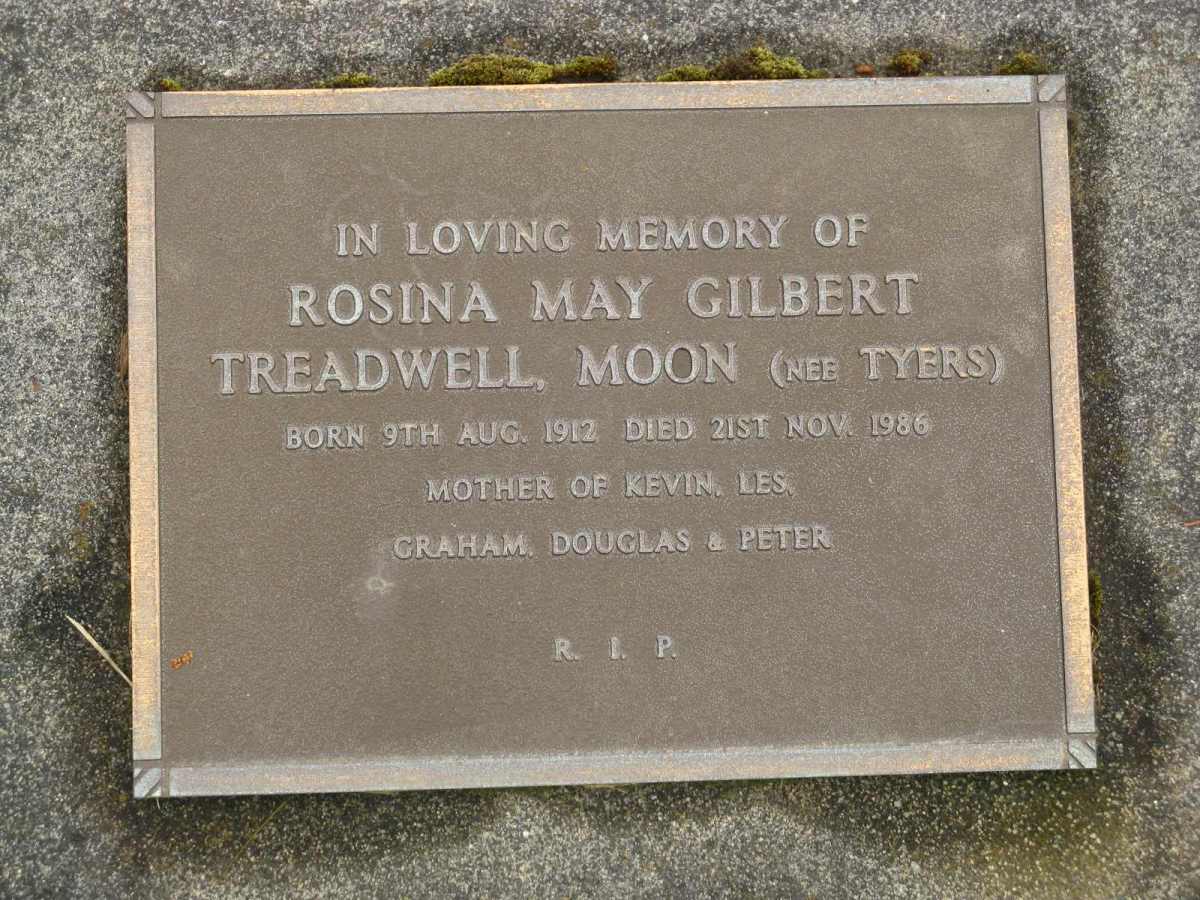 IN LOVING MEMORY OF
ROSINA MAY GILBERT
TREADWELL, MOON (NEE TYERS)
BORN 9TH AUG. 1912 DIED 21ST NOV. 1986
MOTHER OF KEVIN, LES,
GRAHAM, DOUGLAS & PETER
R. I. P.